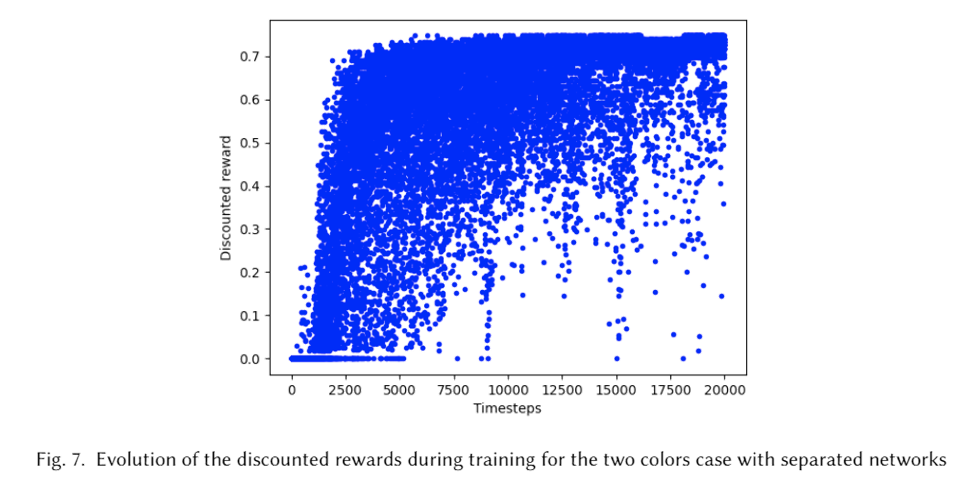 0.7
0.6
0.5
0.4
0.3
0.2
0.1
0.0
Discounted reward
0 2500 5000 7500 10000 12500 15000 17500 20000
Timesteps
Fig. 7. Evolution of the discounted rewards during training for the two colors case with separated networks